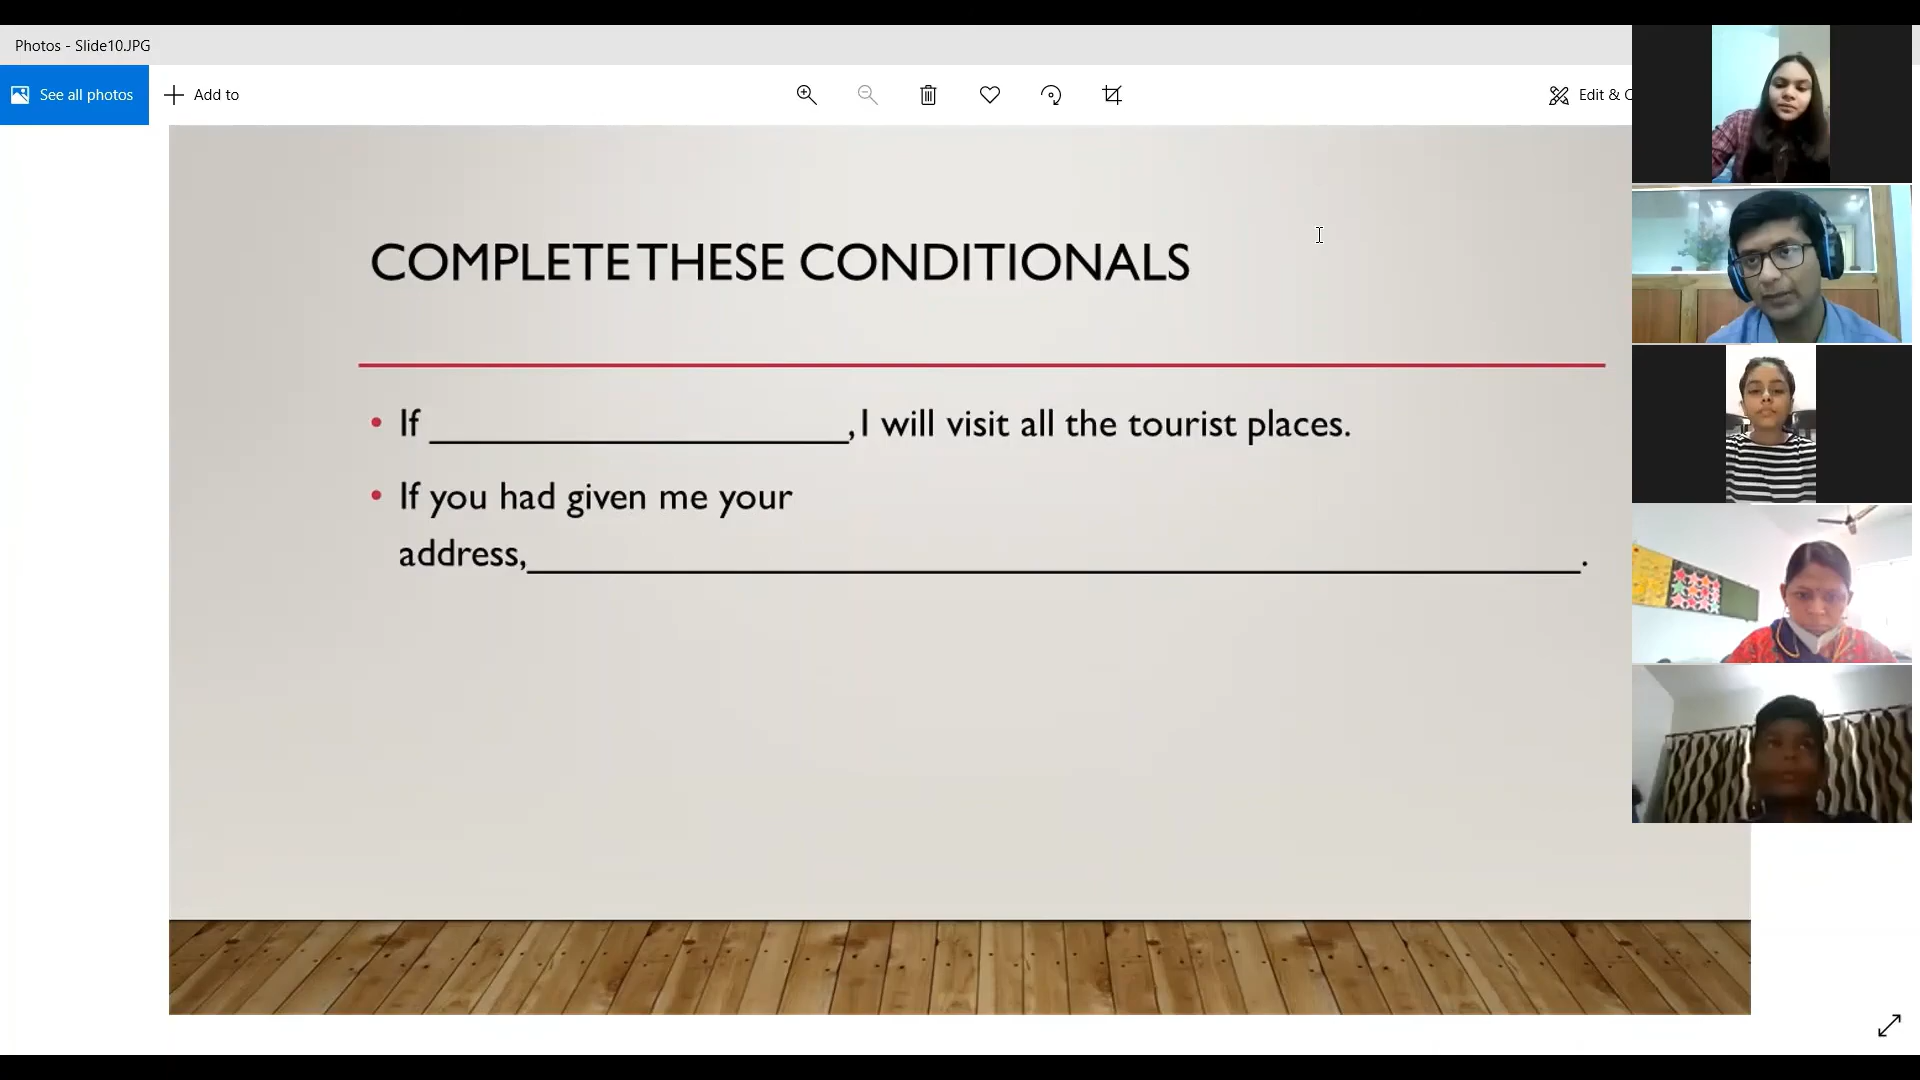 Photos - Slide10.JPG
See all photos
Add to
Edit & C
COMPLETE THESE CONDITIONALS
• If ____________________, I will visit all the tourist places.
• If you had given me your
address,__________________________________________________.